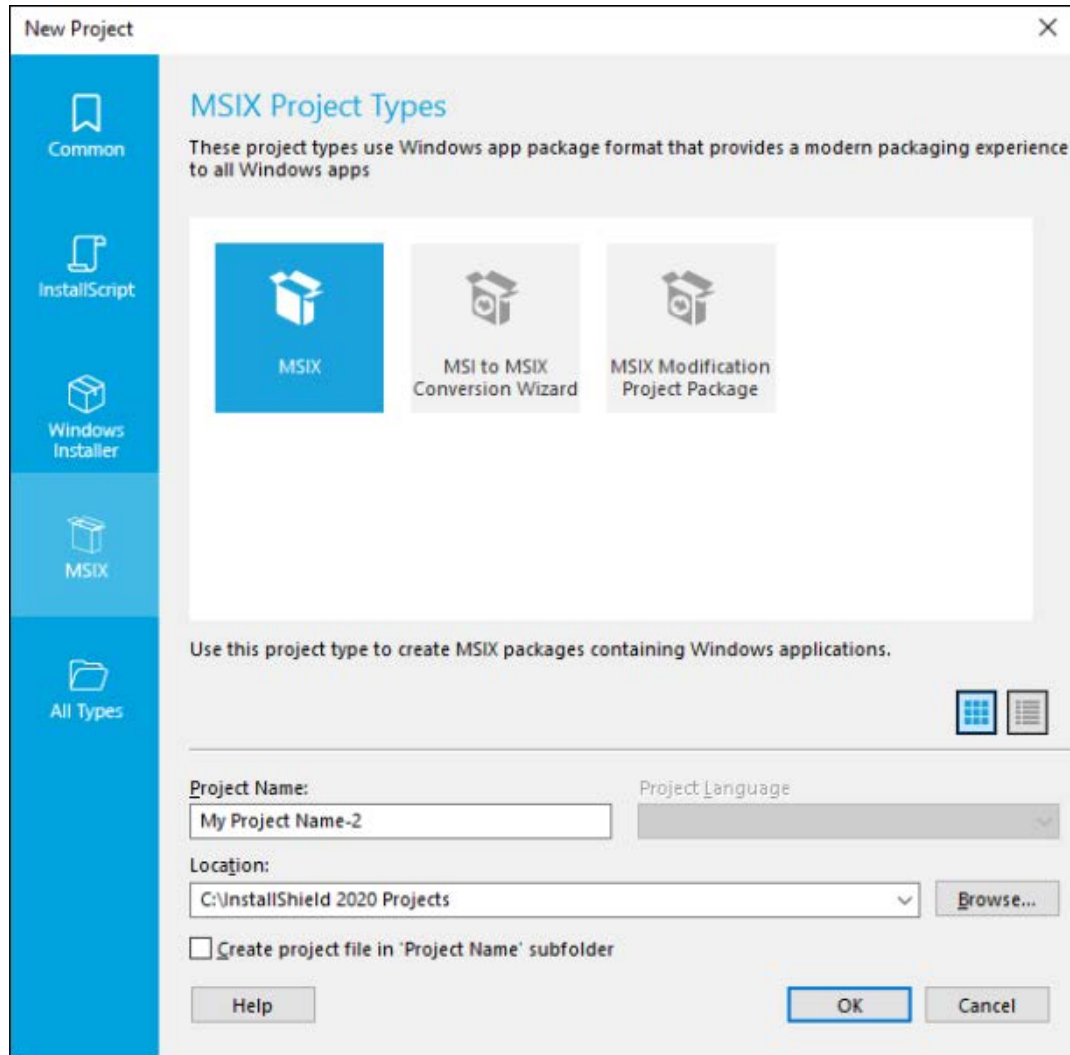 New Project
Common
InstallScript
Windows
Installer
MSIX
All Types
MSIX Project Types
These project types use Windows app package format that provides a modern packaging experience
to all Windows apps
MSIX
MSI to MSIX
Conversion Wizard
MSIX Modification
Project Package
Use this project type to create MSIX packages containing Windows applications.
Project Name:
Project Language
My Project Name-2
Location:
C:\InstallShield 2020 Projects
Browse...
Create project file in 'Project Name' subfolder
Help
OK
Cancel